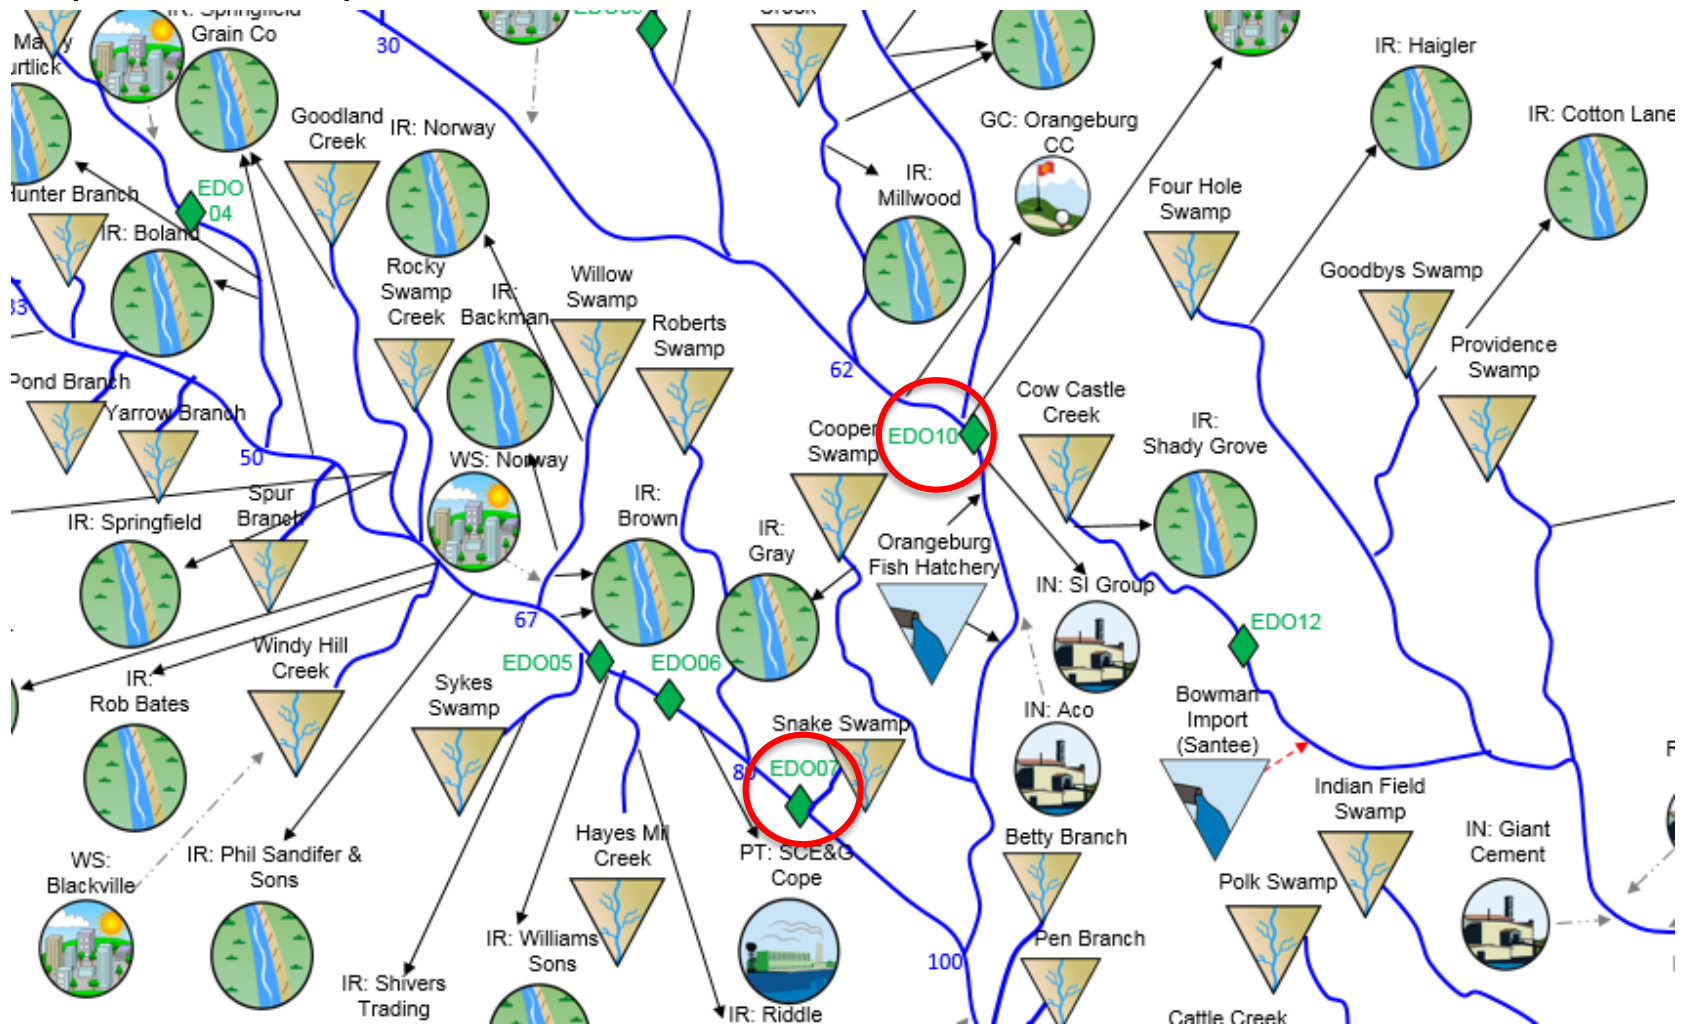 IR: Springfield
Grain Co
30
IR: Haigler
IR: Cotton Lane
Goodland
Creek
IR: Norway
GC: Orangeburg
CC
EDO
04
Hunter Branch
IR: Boland
IR:
Millwood
Four Hole
Swamp
Rocky
Swamp
Creek
IR:
Backman
Willow
Swamp
Roberts
Swamp
Goodbys Swamp
33
Providence
Swamp
62
Pond Branch
Yarrow Branch
50
Cow Castle
Creek
Cooper
Swamp
EDO10
IR:
Shady Grove
WS: Norway
Spur
Branch
IR: Springfield
IR:
Brown
IR:
Gray
Orangeburg
Fish Hatchery
IN: SI Group
67
EDO12
Windy Hill
Creek
EDO05
EDO06
IR:
Rob Bates
Sykes
Swamp
Snake Swamp
IN: Aco
Bowman
Import
(Santee)
EDO07
Indian Field
Swamp
Hayes Mil
Creek
PT: SCE&G
Cope
Betty Branch
IN: Giant
Cement
WS:
Blackville
IR: Phil Sandifer &
Sons
Polk Swamp
IR: Williams
Sons
100
Pen Branch
IR: Shivers
Trading
IR: Riddle
Cattle Creek